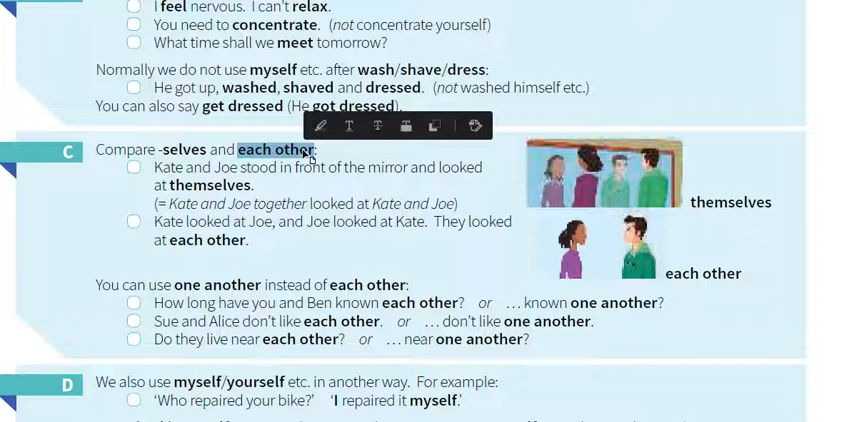 I feel nervous. I can't relax.
You need to concentrate. (not concentrate yourself)
What time shall we meet tomorrow?
Normally we do not use myself etc. after wash/shave/dress:
He got up, washed, shaved and dressed. (not washed himself etc.)
You can also say get dressed (He got dressed).
C
Compare -selves and each other:
Kate and Joe stood in front of the mirror and looked
at themselves.
(= Kate and Joe together looked at Kate and Joe)
themselves
Kate looked at Joe, and Joe looked at Kate. They looked
at each other.
each other
You can use one another instead of each other:
How long have you and Ben known each other? or …known one another?
Sue and Alice don't like each other. or …don't like one another.
Do they live near each other? or …near one another?
D
We also use myself/yourself etc. in another way. For example:
'Who repaired your bike?' 'I repaired it myself.'